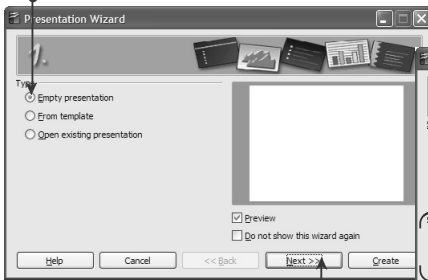 Presentation Wizard
1.
Type
Empty presentation
From template
Open existing presentation
Preview
Do not show this wizard again
Help Cancel << Back Next >> Create